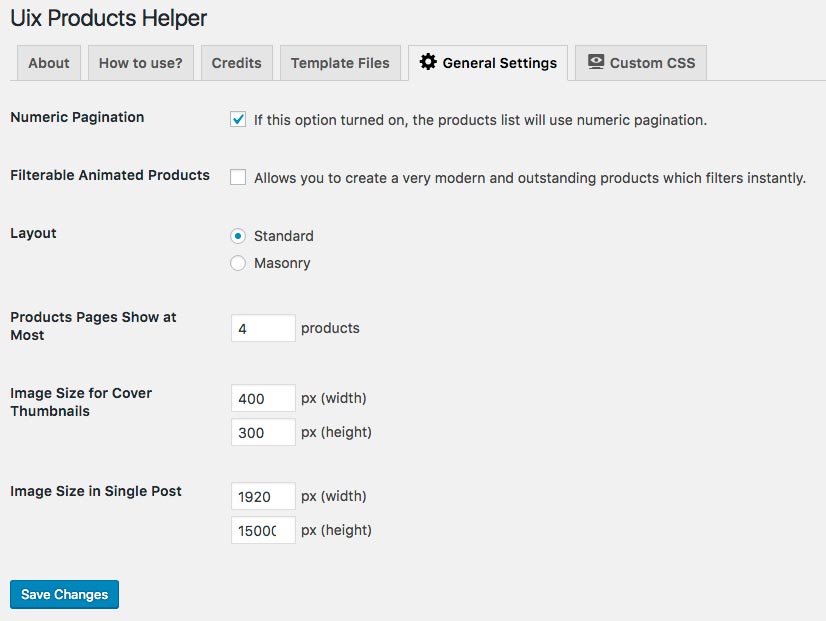 Uix Products Helper
About How to use? Credits Template Files General Settings Custom CSS
Numeric Pagination If this option turned on, the products list will use numeric pagination.
Filterable Animated Products Allows you to create a very modern and outstanding products which filters instantly.
Layout Standard
Masonry
Products Pages Show at
Most
4 products
Image Size for Cover
Thumbnails
400 px (width)
300 px (height)
Image Size in Single Post 1920 px (width)
15000 px (height)
Save Changes